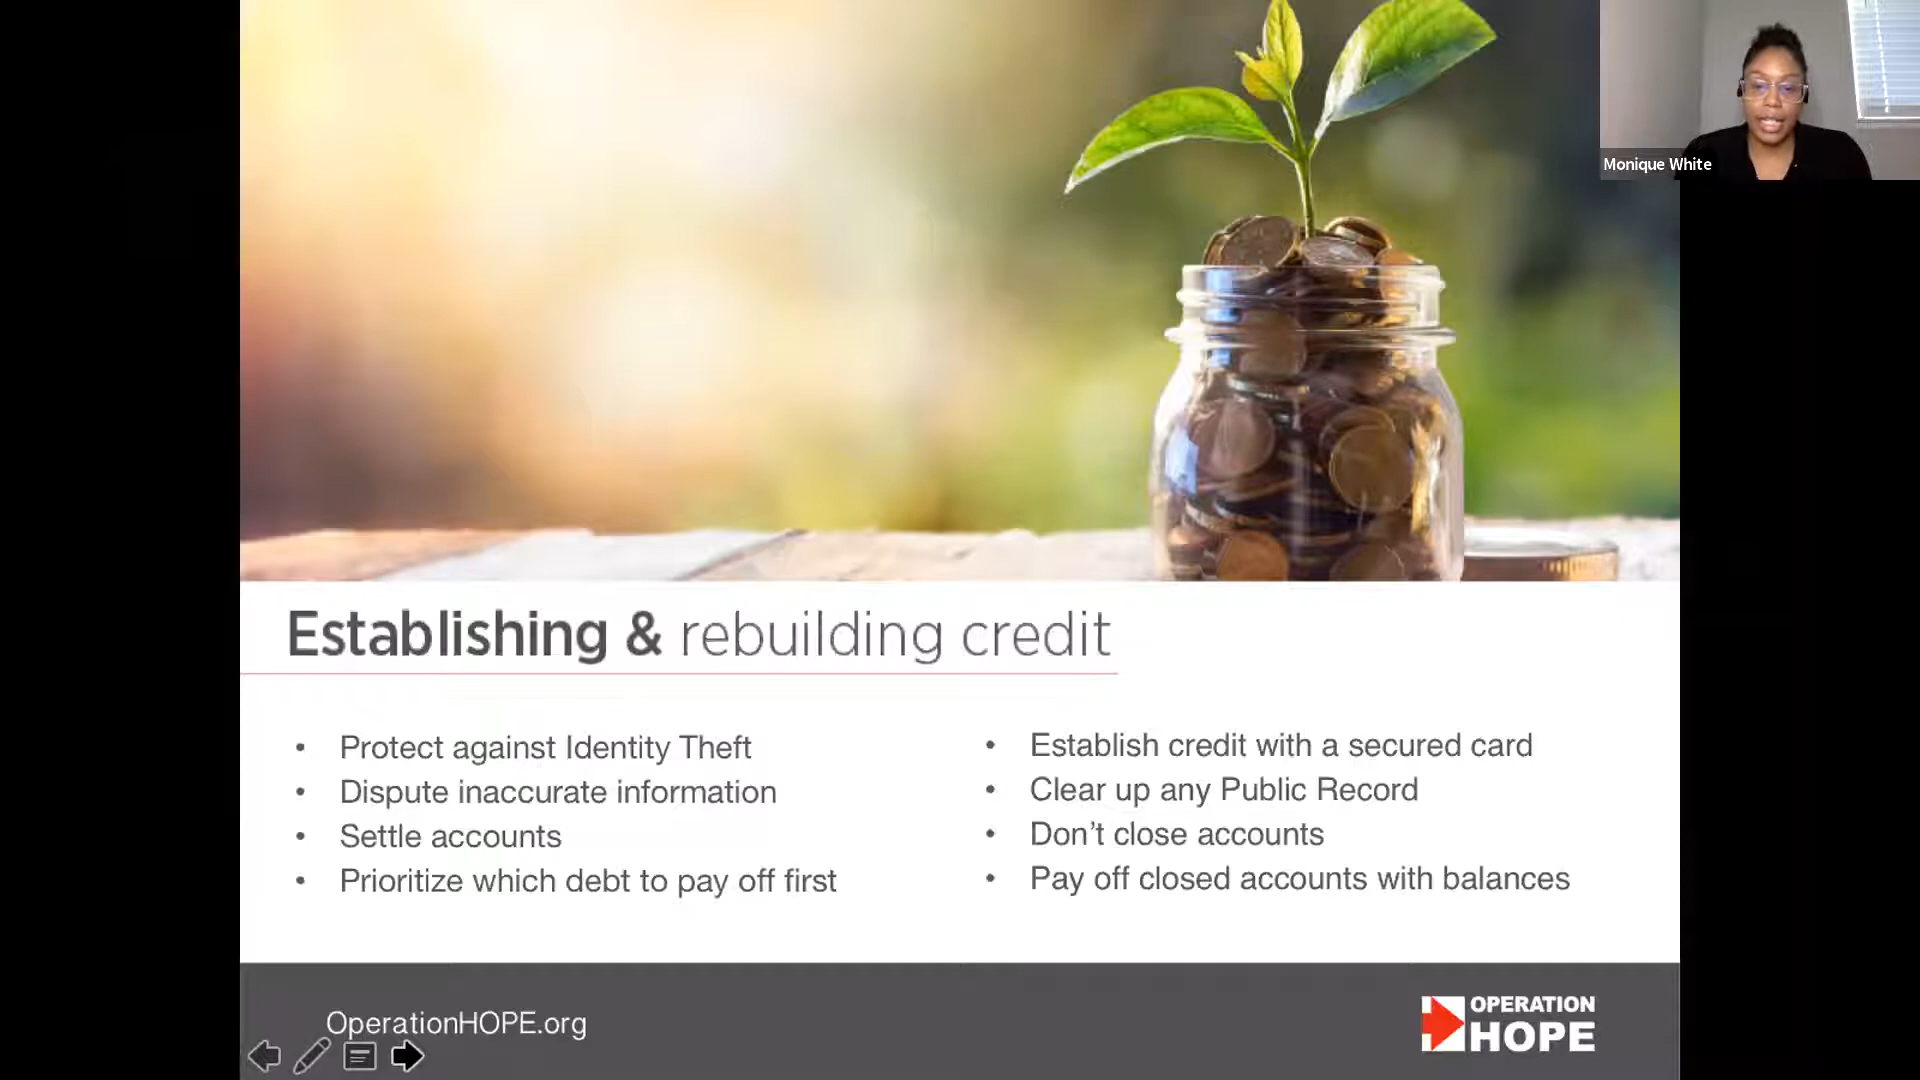 Monique White
Establishing & rebuilding credit
• Protect against Identity Theft
• Dispute inaccurate information
• Settle accounts
• Prioritize which debt to pay off first
• Establish credit with a secured card
• Clear up any Public Record
• Don’t close accounts
• Pay off closed accounts with balances
OperationHOPE.org
OPERATION
HOPE